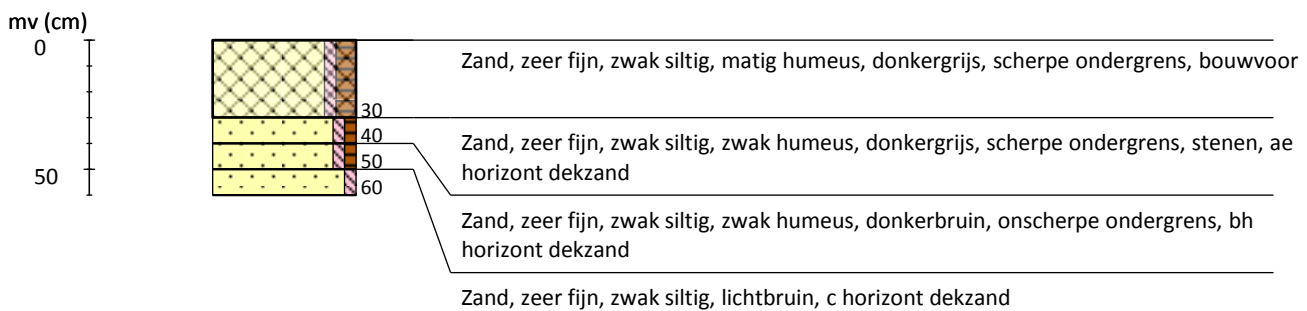 mv (cm)
0
Zand, zeer fijn, zwak siltig, matig humeus, donkergrijs, scherpe ondergrens, bouwvoor
30
40
Zand, zeer fijn, zwak siltig, zwak humeus, donkergrijs, scherpe ondergrens, stenen, ae
horizont dekzand
50
50
60
Zand, zeer fijn, zwak siltig, zwak humeus, donkerbruin, onscherpe ondergrens, bh
horizont dekzand
Zand, zeer fijn, zwak siltig, lichtbruin, c horizont dekzand